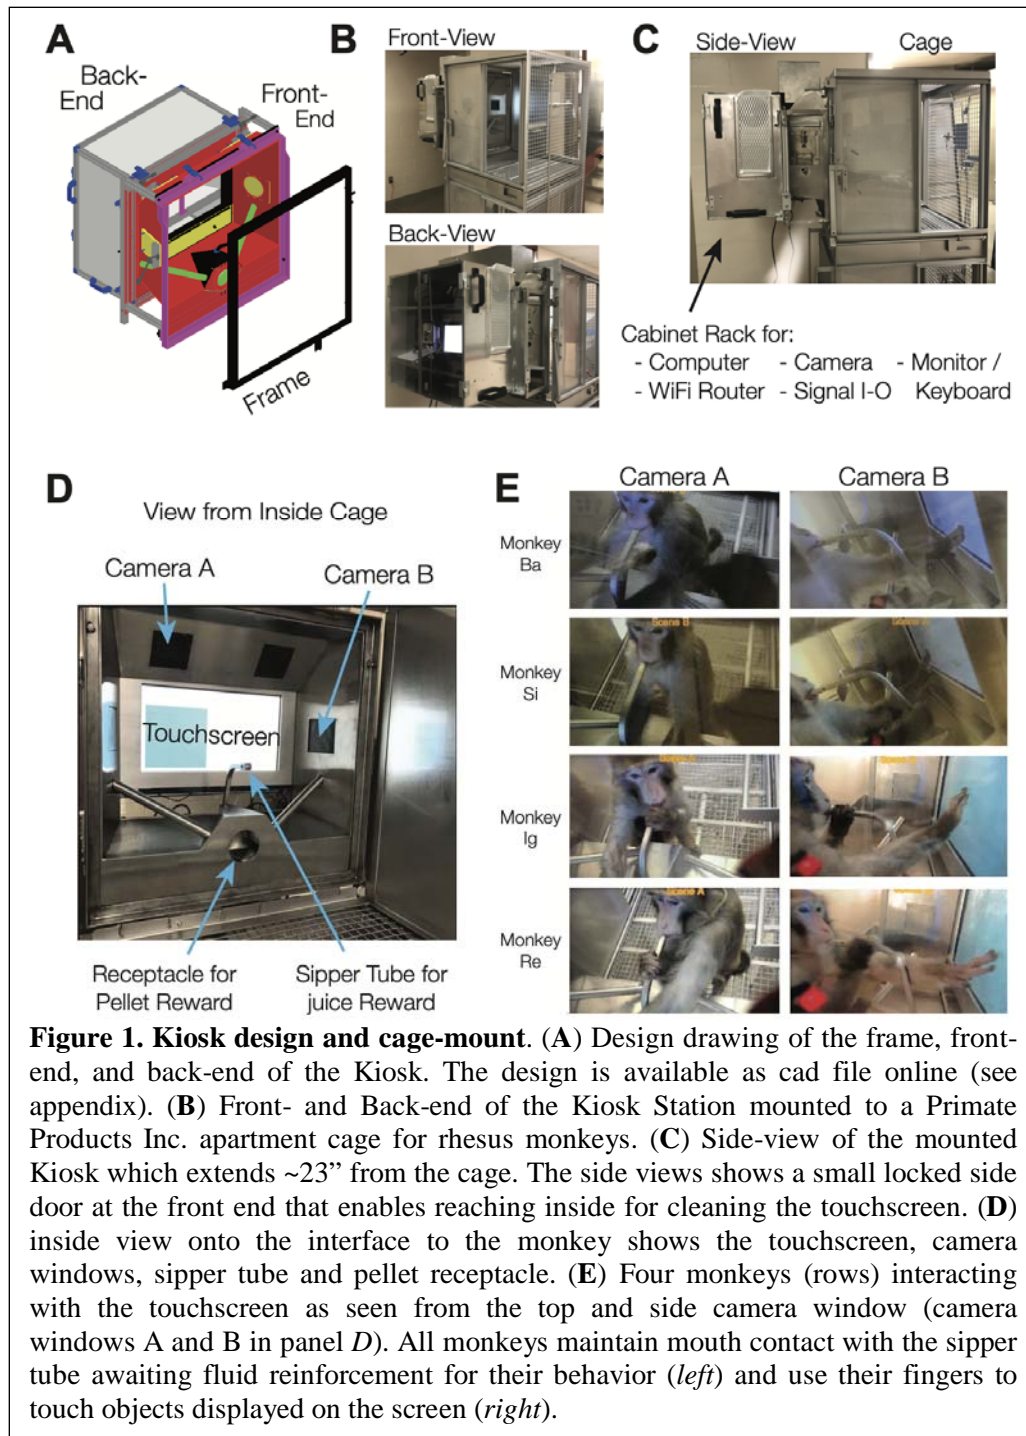 A
Back-
End
Front-
End
Frame
B
Front-View
Back-View
C
Side-View
Cage
Cabinet Rack for:
- Computer - Camera - Monitor /
- WiFi Router - Signal I-O Keyboard
D
View from Inside Cage
Camera A
Camera B
Touchscreen
Receptacle for
Pellet Reward
Sipper Tube for
juice Reward
E
Camera A
Camera B
Monkey
Ba
Monkey
Si
Scene B
Monkey
Ig
Monkey
Re
Scene A
Figure 1. Kiosk design and cage-mount. (A) Design drawing of the frame, front-
end, and back-end of the Kiosk. The design is available as cad file online (see
appendix). (B) Front- and Back-end of the Kiosk Station mounted to a Primate
Products Inc. apartment cage for rhesus monkeys. (C) Side-view of the mounted
Kiosk which extends ~23” from the cage. The side views shows a small locked side
door at the front end that enables reaching inside for cleaning the touchscreen. (D)
inside view onto the interface to the monkey shows the touchscreen, camera
windows, sipper tube and pellet receptacle. (E) Four monkeys (rows) interacting
with the touchscreen as seen from the top and side camera window (camera
windows A and B in panel D). All monkeys maintain mouth contact with the sipper
tube awaiting fluid reinforcement for their behavior (left) and use their fingers to
touch objects displayed on the screen (right).